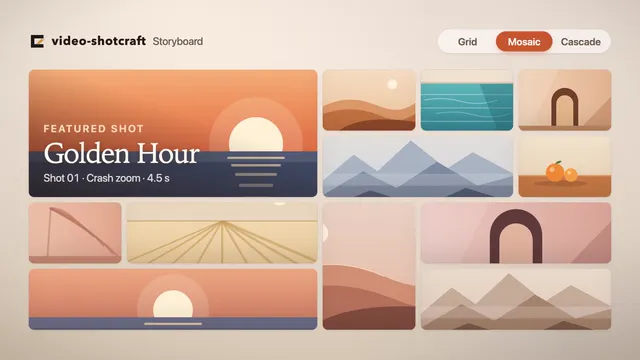 video-shotcraft Storyboard
Grid Mosaic Cascade
FEATURED SHOT
Golden Hour
Shot 01 · Crash zoom · 4.5 s